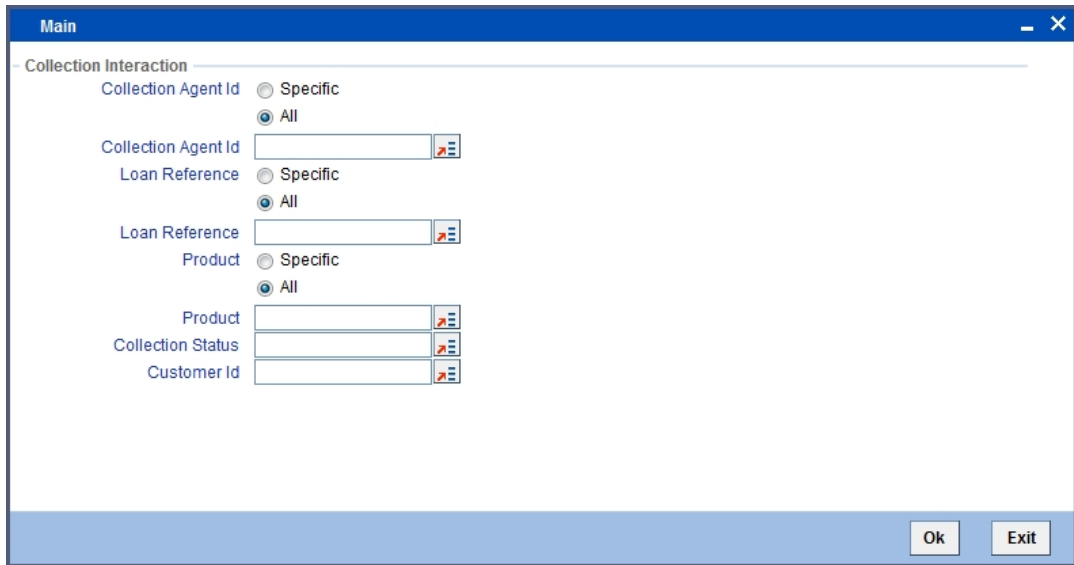 Main
Collection Interaction
Collection Agent Id Specific
All
Collection Agent Id
Loan Reference Specific
All
Loan Reference
Product Specific
All
Product
Collection Status
Customer Id
Ok Exit